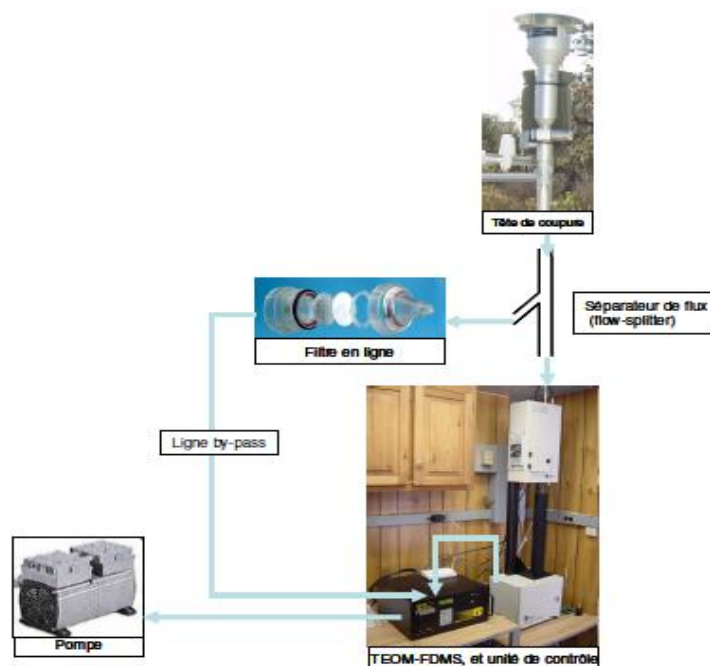 Tête de coupure
Séparateur de flux
(flow-splitter)
Filtre en ligne
Ligne by-pass
Pompe
TEOM-FDMS, et unité de contrôle